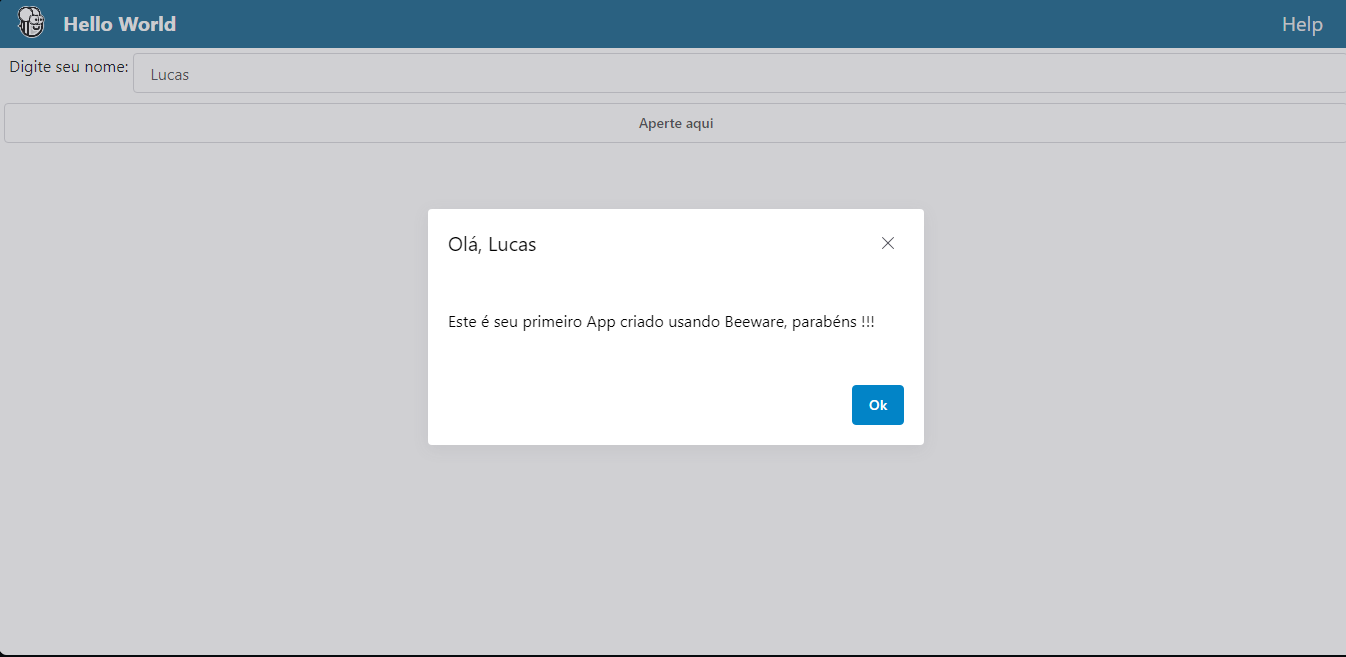 Hello World
Help
Digite seu nome:
Lucas
Aperte aqui
Olá, Lucas
Este é seu primeiro App criado usando Beeware, parabéns !!!
Ok